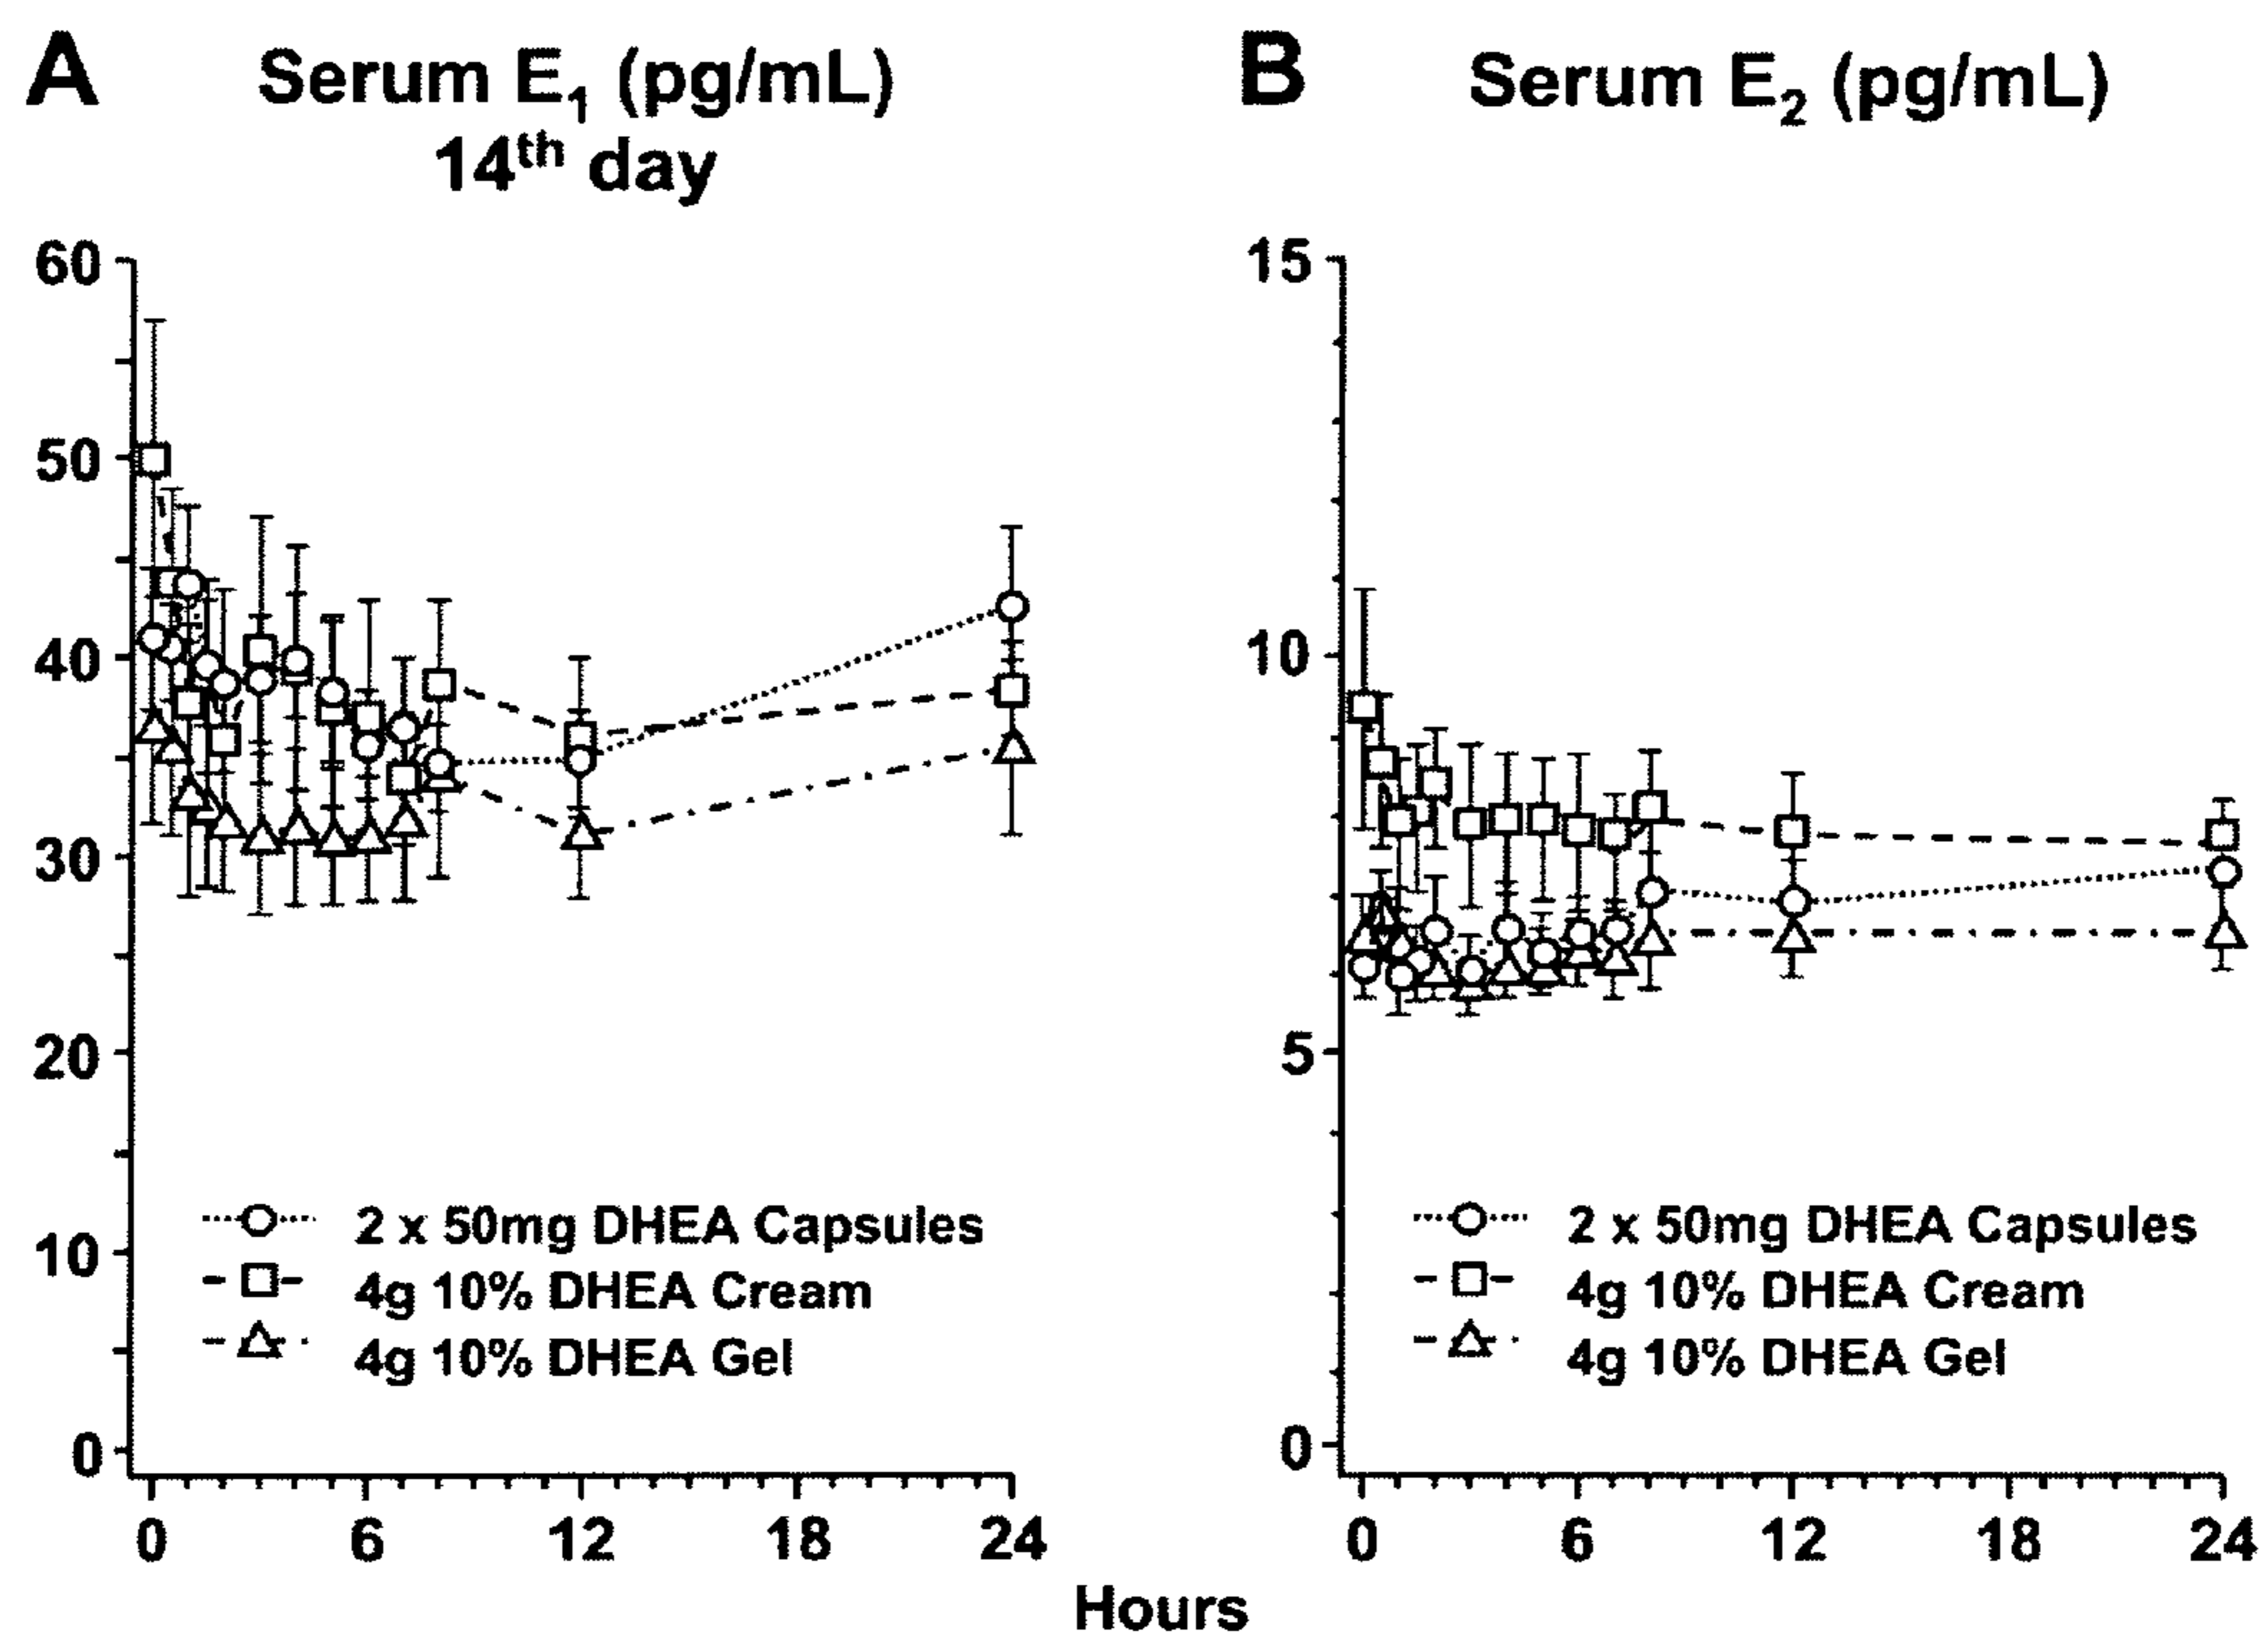 A
Serum E₁ (pg/mL)
14th day
60
50
40
30
20
10
0
2 x 50mg DHEA Capsules
4g 10% DHEA Cream
4g 10% DHEA Gel
0 6 12 18 24
B
Serum E₂ (pg/mL)
15
10
5
0
2 x 50mg DHEA Capsules
4g 10% DHEA Cream
4g 10% DHEA Gel
0 6 12 18 24
Hours